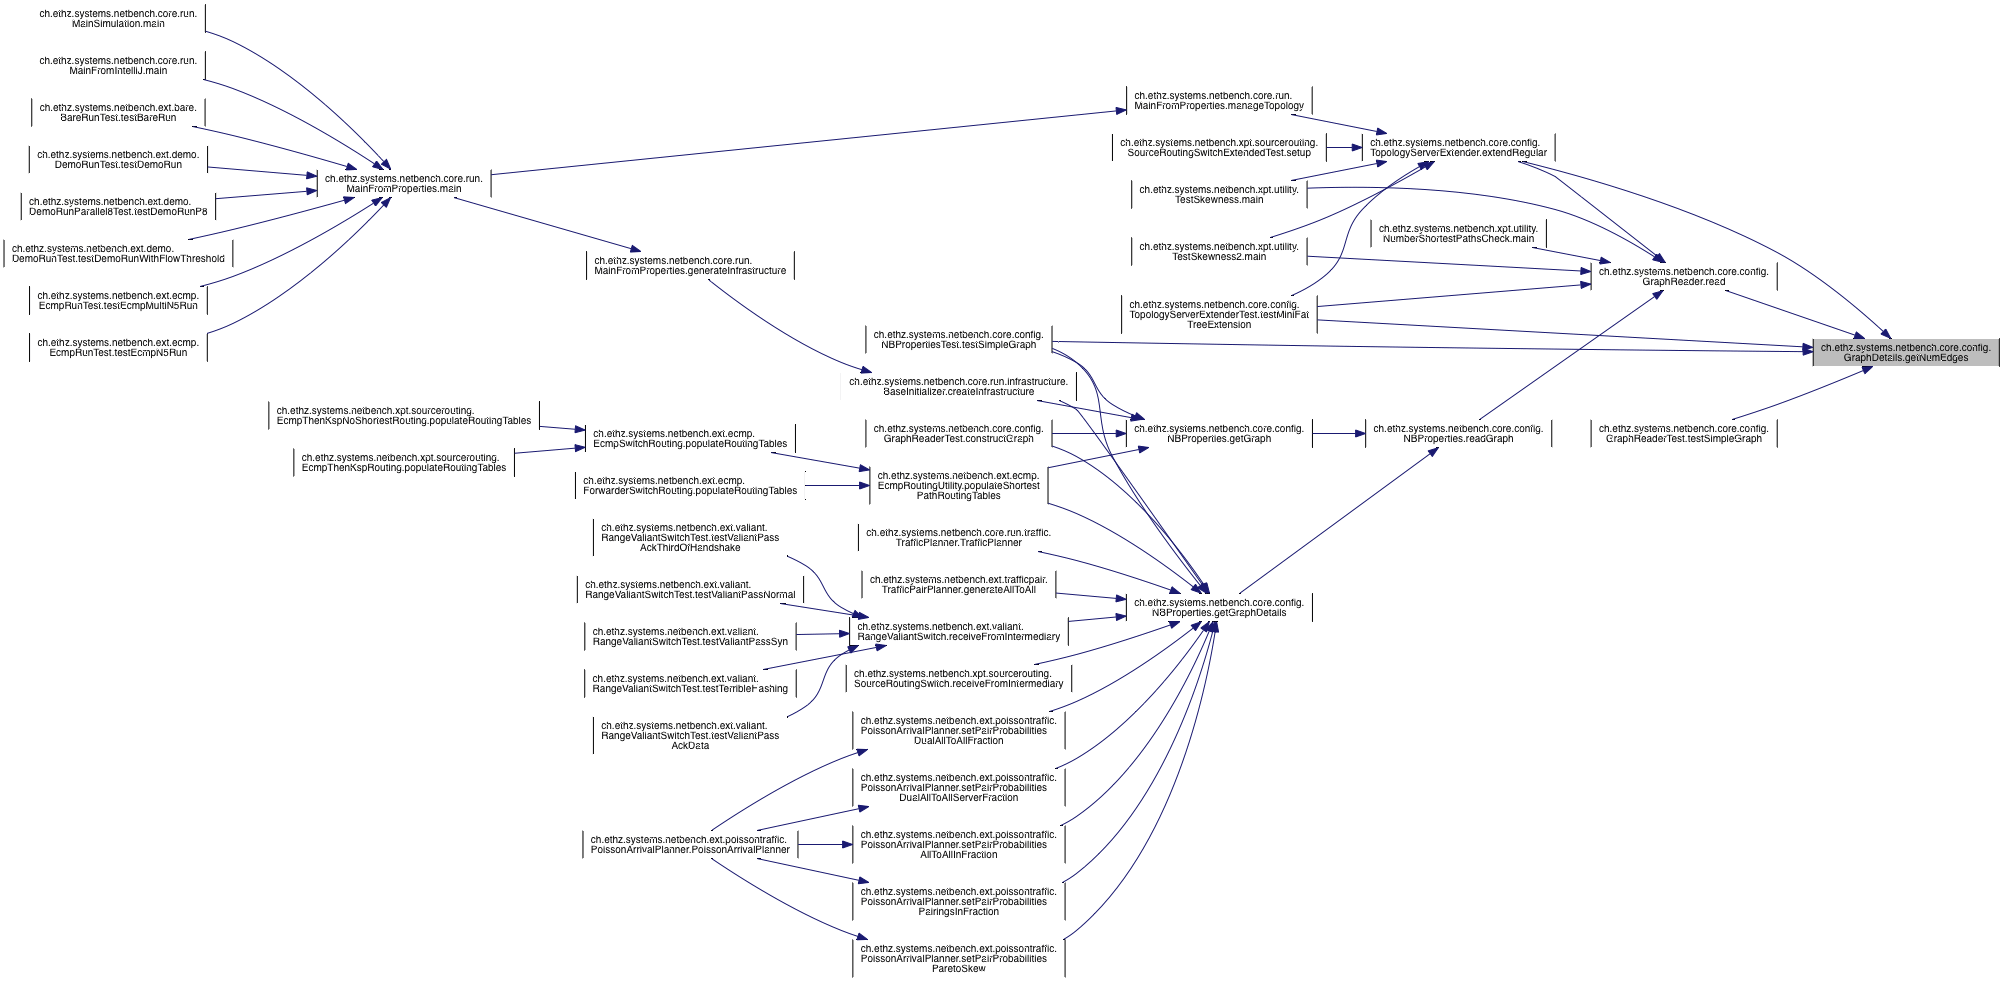 ch.ethz.systems.netbench.core.run.
MainSimulation.main
ch.ethz.systems.netbench.core.run.
MainFromIntelliJ.main
ch.ethz.systems.netbench.ext.bare.
BareRunTest.testBareRun
ch.ethz.systems.netbench.ext.demo.
DemoRunTest.testDemoRun
ch.ethz.systems.netbench.ext.demo.
DemoRunParallel8Test.testDemoRunP8
ch.ethz.systems.netbench.ext.demo.
DemoRunTest.testDemoRunWithFlowThreshold
ch.ethz.systems.netbench.ext.ecmp.
EcmpRunTest.testEcmpMultiN5Run
ch.ethz.systems.netbench.ext.ecmp.
EcmpRunTest.testEcmpN5Run
ch.ethz.systems.netbench.core.run.
MainFromProperties.main
ch.ethz.systems.netbench.xpt.sourcerouting.
EcmpThenKspNoShortestRouting.populateRoutingTables
ch.ethz.systems.netbench.xpt.sourcerouting.
EcmpThenKspRouting.populateRoutingTables
ch.ethz.systems.netbench.core.run.
MainFromProperties.generateInfrastructure
ch.ethz.systems.netbench.ext.ecmp.
EcmpSwitchRouting.populateRoutingTables
ch.ethz.systems.netbench.ext.ecmp.
ForwarderSwitchRouting.populateRoutingTables
ch.ethz.systems.netbench.ext.valiant.
RangeValiantSwitchTest.testValiantPass
AckThirdOfHandshake
ch.ethz.systems.netbench.ext.valiant.
RangeValiantSwitchTest.testValiantPassNormal
ch.ethz.systems.netbench.ext.valiant.
RangeValiantSwitchTest.testValiantPassSyn
ch.ethz.systems.netbench.ext.valiant.
RangeValiantSwitchTest.testTerribleHashing
ch.ethz.systems.netbench.ext.valiant.
RangeValiantSwitchTest.testValiantPass
AckData
ch.ethz.systems.netbench.ext.poissontraffic.
PoissonArrivalPlanner.PoissonArrivalPlanner
ch.ethz.systems.netbench.core.config.
NBPropertiesTest.testSimpleGraph
ch.ethz.systems.netbench.core.run.infrastructure.
BaseInitializer.createInfrastructure
ch.ethz.systems.netbench.core.config.
GraphReaderTest.constructGraph
ch.ethz.systems.netbench.ext.ecmp.
EcmpRoutingUtility.populateShortest
PathRoutingTables
ch.ethz.systems.netbench.core.run.traffic.
TrafficPlanner.TrafficPlanner
ch.ethz.systems.netbench.ext.trafficpair.
TrafficPairPlanner.generateAllToAll
ch.ethz.systems.netbench.ext.valiant.
RangeValiantSwitch.receiveFromIntermediary
ch.ethz.systems.netbench.xpt.sourcerouting.
SourceRoutingSwitch.receiveFromIntermediary
ch.ethz.systems.netbench.ext.poissontraffic.
PoissonArrivalPlanner.setPairProbabilities
DualAllToAllFraction
ch.ethz.systems.netbench.ext.poissontraffic.
PoissonArrivalPlanner.setPairProbabilities
DualAllToAllServerFraction
ch.ethz.systems.netbench.ext.poissontraffic.
PoissonArrivalPlanner.setPairProbabilities
AllToAllInFraction
ch.ethz.systems.netbench.ext.poissontraffic.
PoissonArrivalPlanner.setPairProbabilities
PairingsInFraction
ch.ethz.systems.netbench.ext.poissontraffic.
PoissonArrivalPlanner.setPairProbabilities
ParetoSkew
ch.ethz.systems.netbench.core.run.
MainFromProperties.manageTopology
ch.ethz.systems.netbench.xpt.sourcerouting.
SourceRoutingSwitchExtendedTest.setup
ch.ethz.systems.netbench.xpt.utility.
TestSkewness.main
ch.ethz.systems.netbench.xpt.utility.
TestSkewness2.main
ch.ethz.systems.netbench.core.config.
TopologyServerExtenderTest.testMiniFat
TreeExtension
ch.ethz.systems.netbench.core.config.
NBProperties.getGraph
ch.ethz.systems.netbench.core.config.
NBProperties.getGraphDetails
ch.ethz.systems.netbench.core.config.
TopologyServerExtender.extendRegular
ch.ethz.systems.netbench.xpt.utility.
NumberShortestPathsCheck.main
ch.ethz.systems.netbench.core.config.
NBProperties.readGraph
ch.ethz.systems.netbench.core.config.
GraphReader.read
ch.ethz.systems.netbench.core.config.
GraphReaderTest.testSimpleGraph
ch.ethz.systems.netbench.core.config.
GraphDetails.getNumEdges